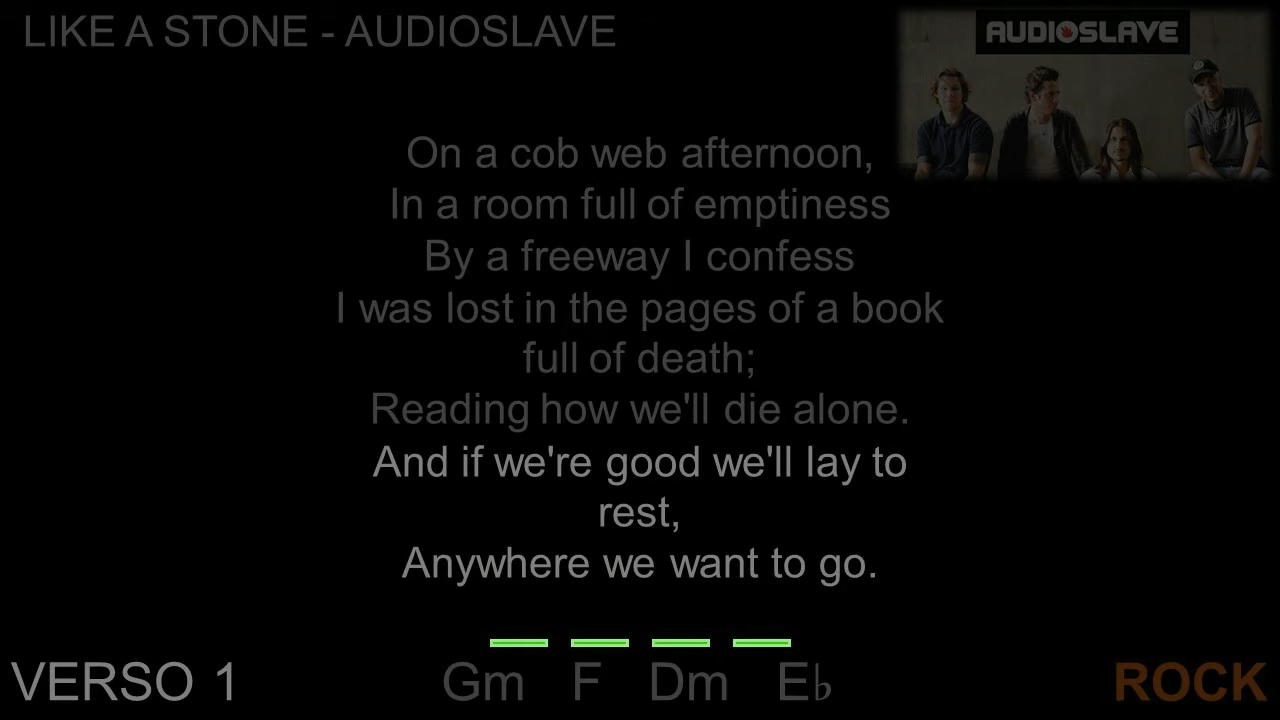 LIKE A STONE - AUDIOSLAVE
AUDIOSLAVE
On a cob web afternoon,
In a room full of emptiness
By a freeway I confess
I was lost in the pages of a book
full of death;
Reading how we'll die alone.
And if we're good we'll lay to
rest,
Anywhere we want to go.
VERSO 1
Gm F Dm E♭
ROCK